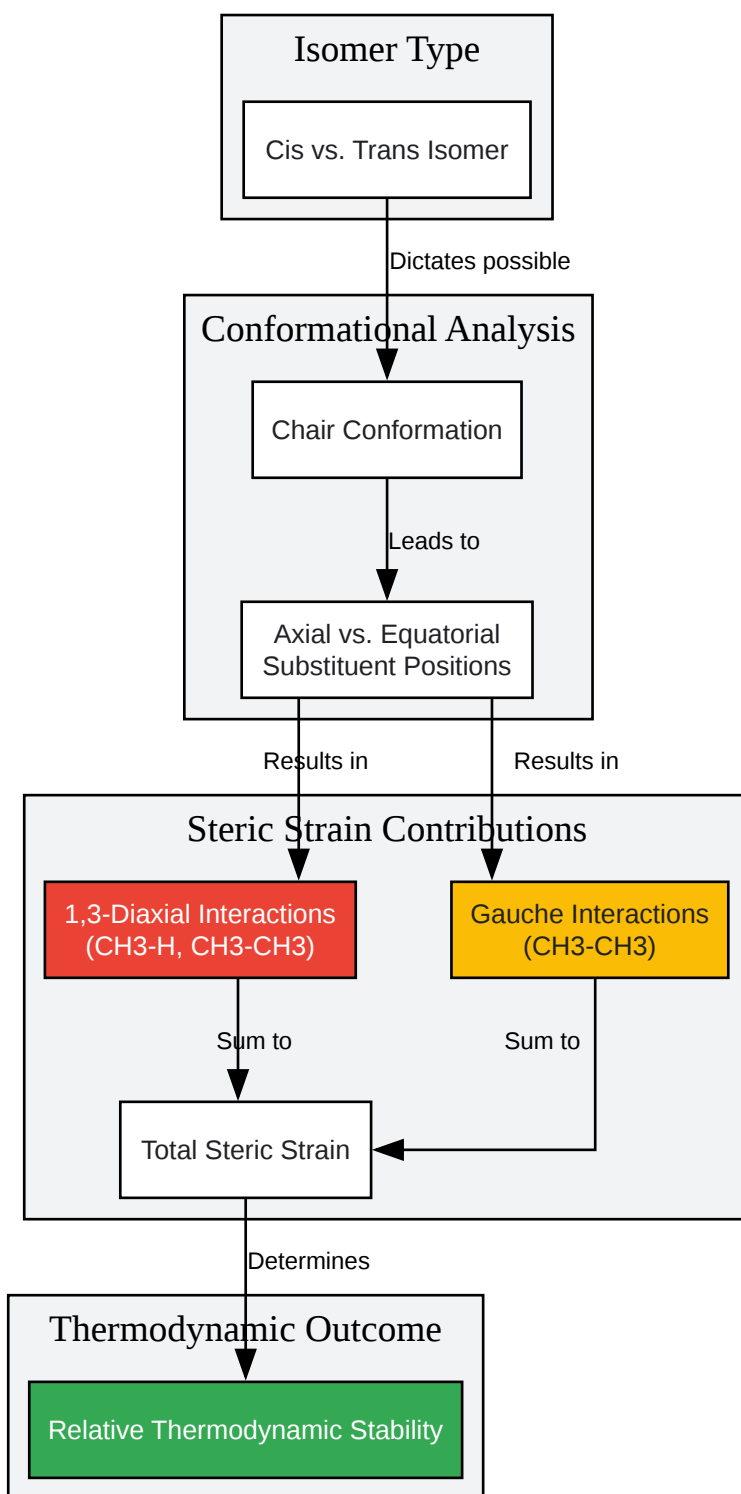 Isomer Type
Cis vs. Trans Isomer
Dictates possible
Conformational Analysis
Chair Conformation
Leads to
Axial vs. Equatorial
Substituent Positions
Results in
Results in
Steric Strain Contributions
1,3-Diaxial Interactions
(CH3-H, CH3-CH3)
Gauche Interactions
(CH3-CH3)
Sum to
Sum to
Total Steric Strain
Determines
Thermodynamic Outcome
Relative Thermodynamic Stability